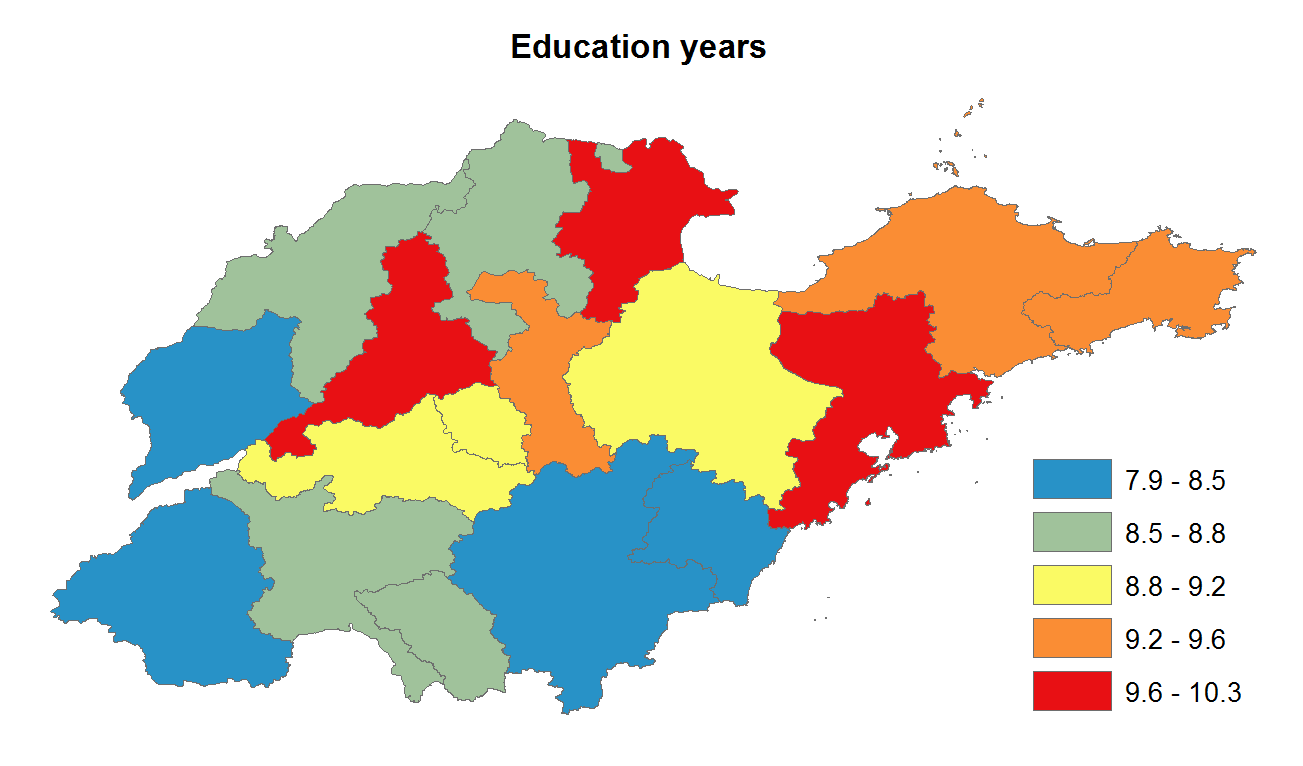 Education years
7.9 - 8.5
8.5 - 8.8
8.8 - 9.2
9.2 - 9.6
9.6 - 10.3